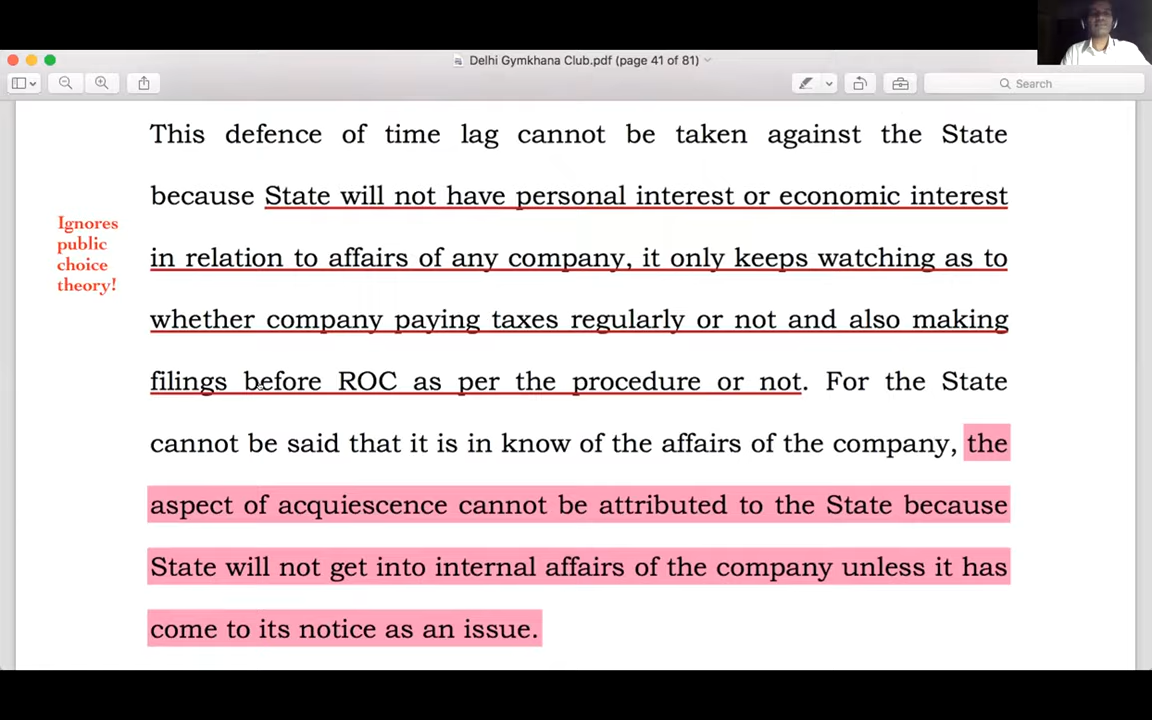 Delhi Gymkhana Club.pdf (page 41 of 81)
Search
This defence of time lag cannot be taken against the State
because State will not have personal interest or economic interest
Ignores
public
choice
theory!
in relation to affairs of any company, it only keeps watching as to
whether company paying taxes regularly or not and also making
filings before ROC as per the procedure or not. For the State
cannot be said that it is in know of the affairs of the company, the
aspect of acquiescence cannot be attributed to the State because
State will not get into internal affairs of the company unless it has
come to its notice as an issue.